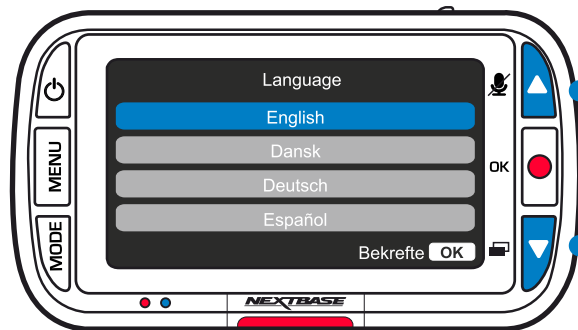 Language
English
Dansk
Deutsch
Español
Bekrefte OK
MENU
MODE
OK
NEXTBASE